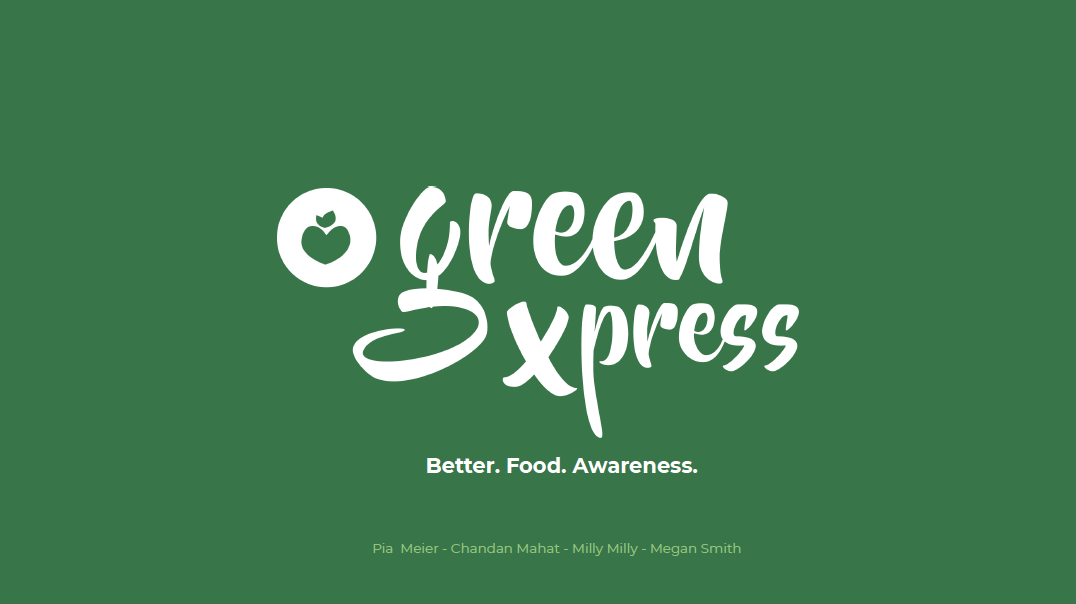 green
xpress
Better. Food. Awareness.
Pia Meier - Chandan Mahat - Milly Milly - Megan Smith